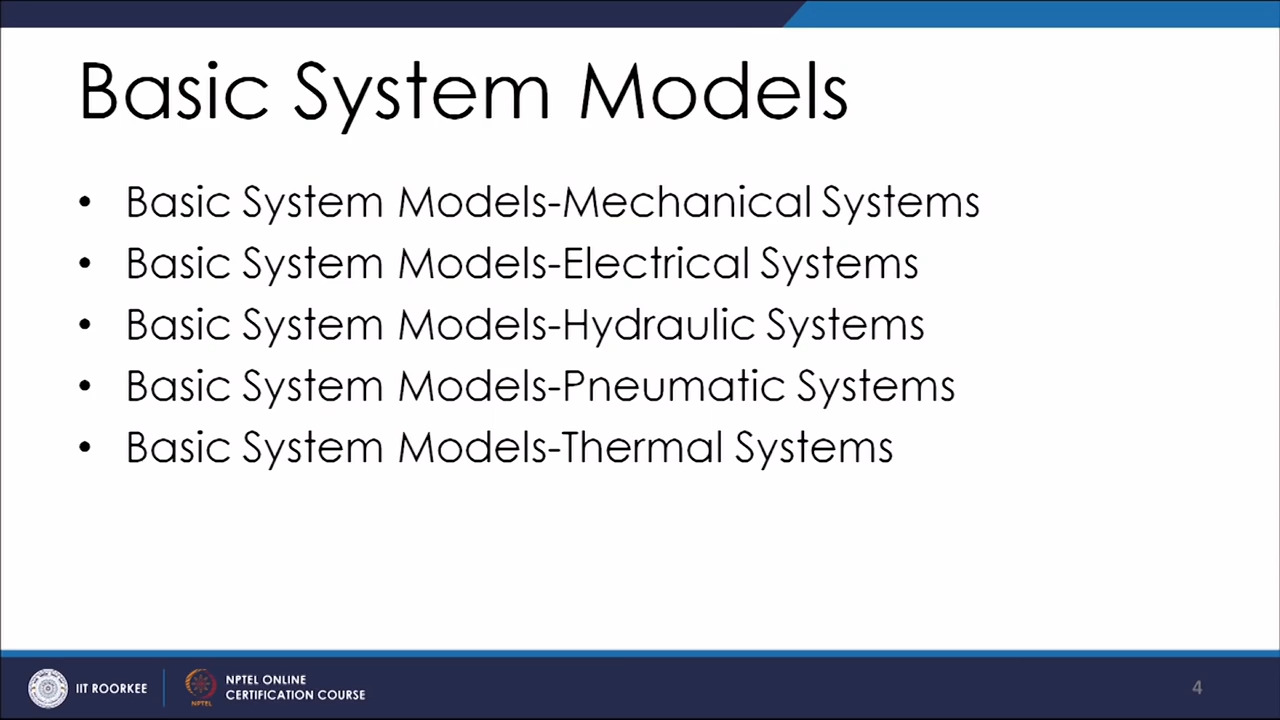 Basic System Models
• Basic System Models-Mechanical Systems
• Basic System Models-Electrical Systems
• Basic System Models-Hydraulic Systems
• Basic System Models-Pneumatic Systems
• Basic System Models-Thermal Systems
IIT ROORKEE
NPTEL
NPTEL ONLINE
CERTIFICATION COURSE
4